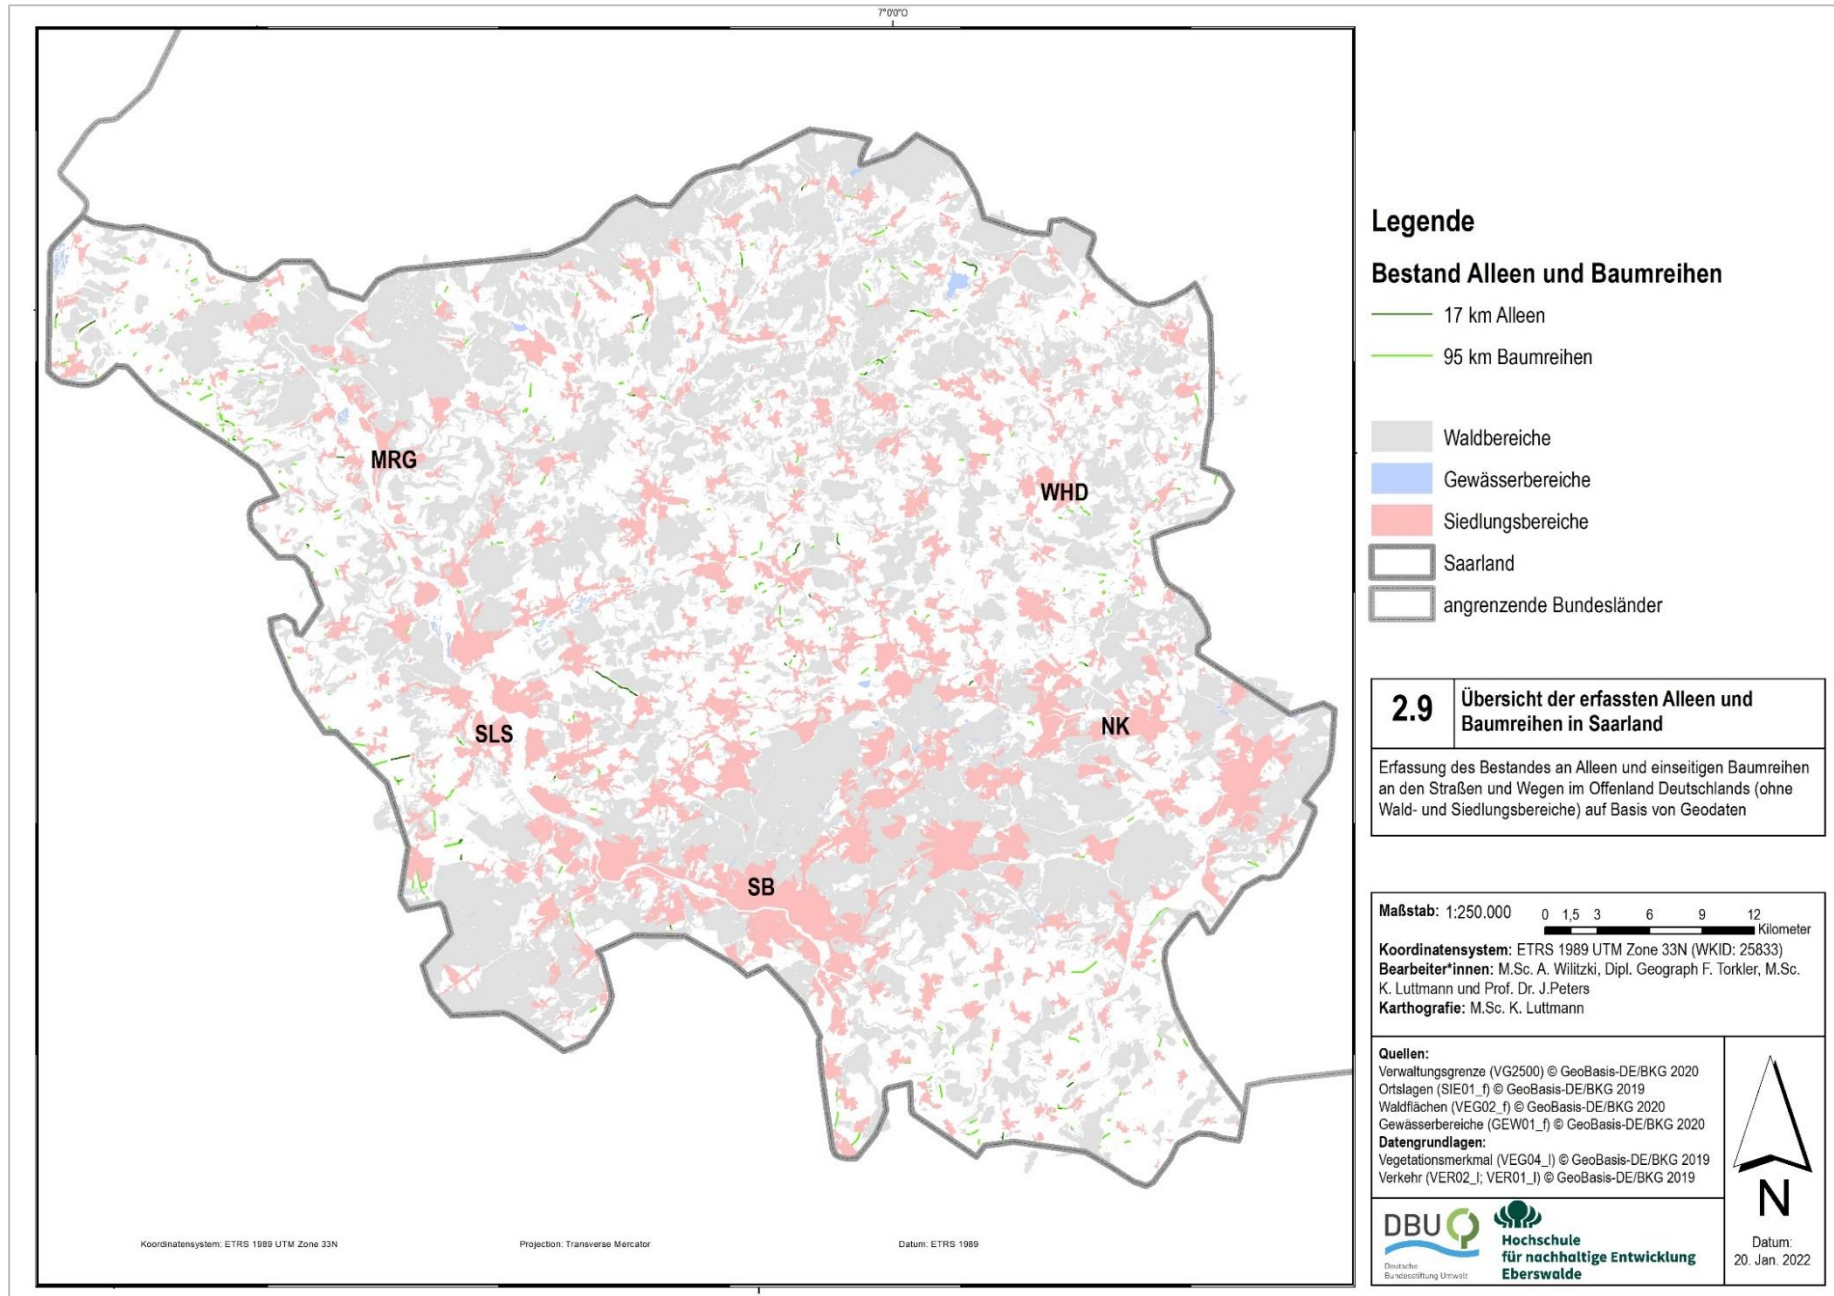 7°0'0"O
MRG
WHD
SLS
NK
SB
Koordinatensystem: ETRS 1989 UTM Zone 33N
Projection: Transverse Mercator
Datum: ETRS 1989
Legende
Bestand Alleen und Baumreihen
17 km Alleen
95 km Baumreihen
Waldbereiche
Gewässerbereiche
Siedlungsbereiche
Saarland
angrenzende Bundesländer
2.9
Übersicht der erfassten Alleen und
Baumreihen in Saarland
Erfassung des Bestandes an Alleen und einseitigen Baumreihen
an den Straßen und Wegen im Offenland Deutschlands (ohne
Wald- und Siedlungsbereiche) auf Basis von Geodaten
Maßstab: 1:250.000
0 1,5 3 6 9 12
Kilometer
Koordinatensystem: ETRS 1989 UTM Zone 33N (WKID: 25833)
Bearbeiter*innen: M.Sc. A. Wilitzki, Dipl. Geograph F. Torkler, M.Sc.
K. Luttmann und Prof. Dr. J.Peters
Karthografie: M.Sc. K. Luttmann
Quellen:
Verwaltungsgrenze (VG2500) © GeoBasis-DE/BKG 2020
Ortslagen (SIE01_f) © GeoBasis-DE/BKG 2019
Waldflächen (VEG02_f) © GeoBasis-DE/BKG 2020
Gewässerbereiche (GEW01_f) © GeoBasis-DE/BKG 2020
Datengrundlagen:
Vegetationsmerkmal (VEG04_l) © GeoBasis-DE/BKG 2019
Verkehr (VER02_l; VER01_l) © GeoBasis-DE/BKG 2019
N
Datum:
20. Jan. 2022
DBU
Deutsche
Bundesstiftung Umwelt
Hochschule
für nachhaltige Entwicklung
Eberswalde